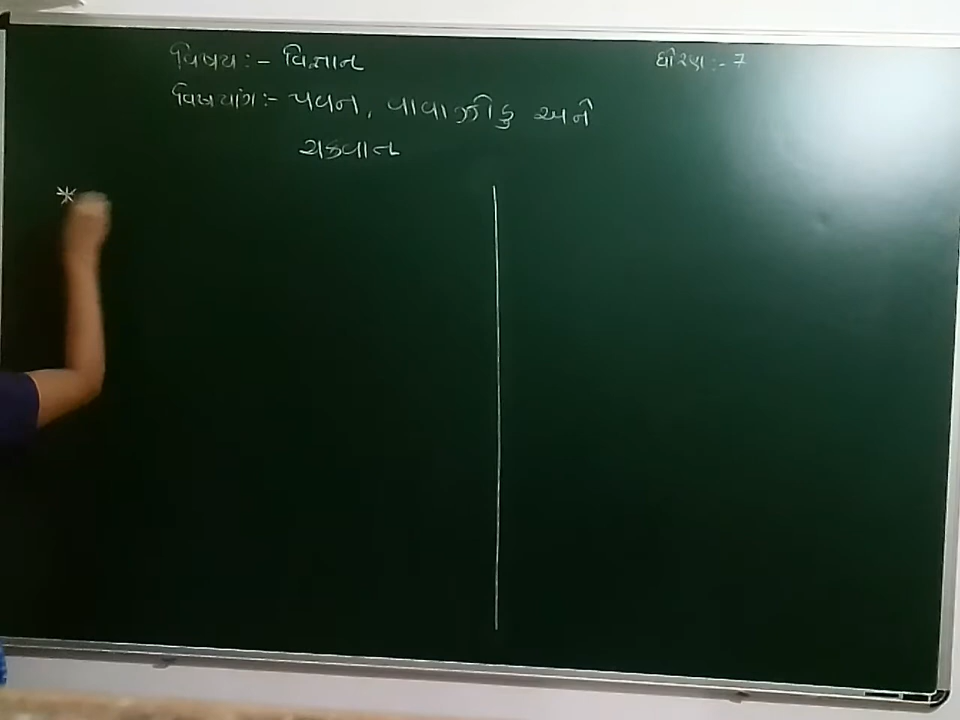 વિષય :- વિજ્ઞાન
ધોરણ :- 7
વિષયાંગ :- પવન, વાવાઝોડુ અને
ચક્રવાત
*